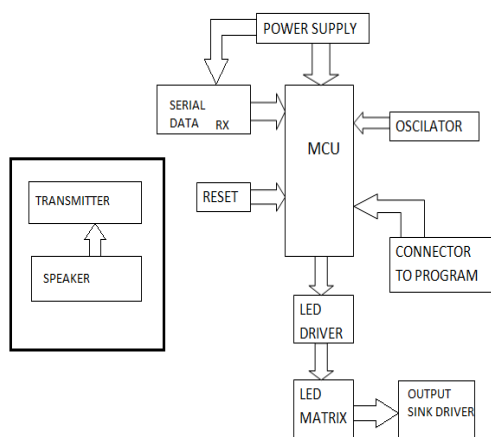 POWER SUPPLY
SERIAL
DATA RX
OSCILATOR
MCU
TRANSMITTER
RESET
SPEAKER
CONNECTOR
TO PROGRAM
LED
DRIVER
LED
MATRIX
OUTPUT
SINK DRIVER